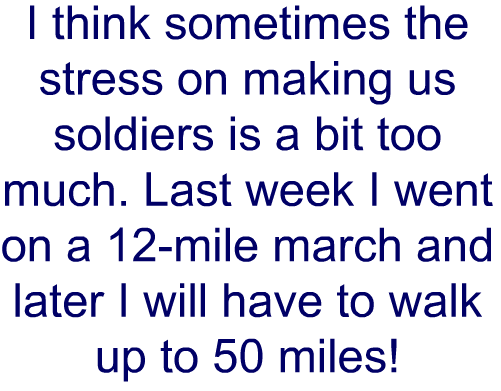 I think sometimes the
stress on making us
soldiers is a bit too
much. Last week I went
on a 12-mile march and
later I will have to walk
up to 50 miles!